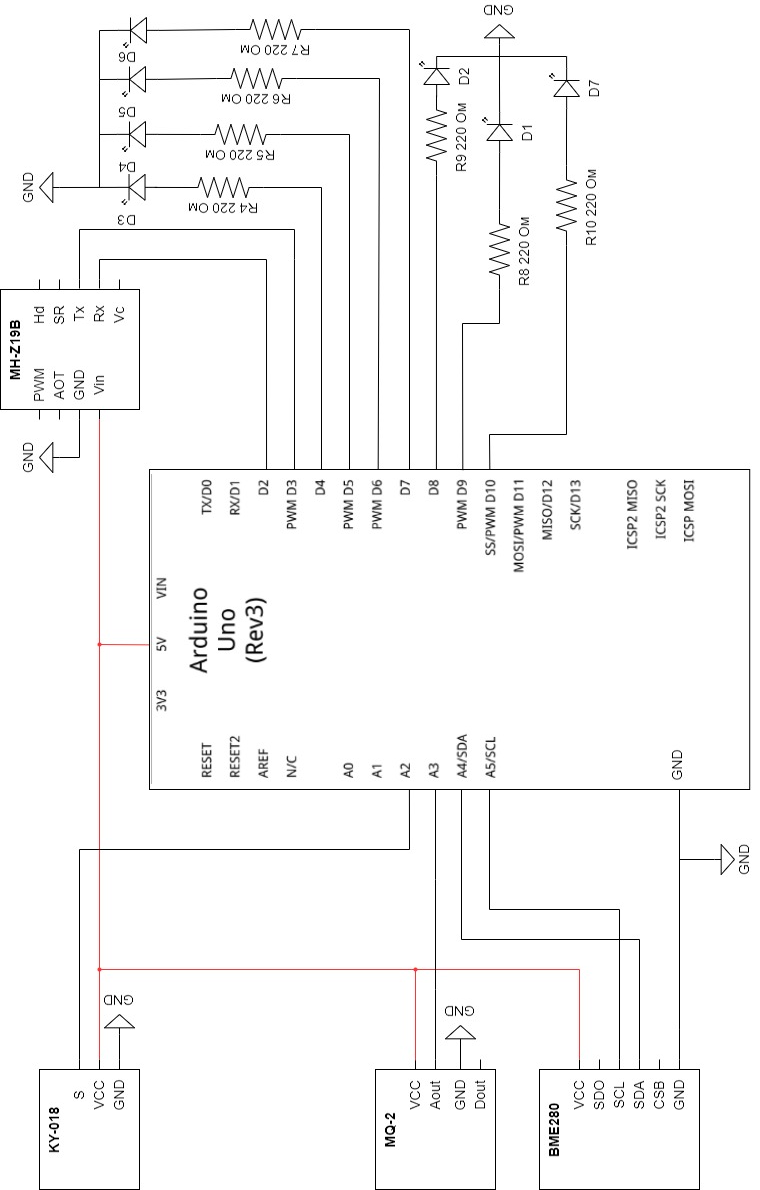 GND
D6
R7 220 Ом
D5
R6 220 Ом
D4
R5 220 Ом
D3
R4 220 Ом
GND
D2
R9 220 Ом
D1
R8 220 Ом
D7
R10 220 Ом
GND
MH-Z19B
Hd
SR
Tx
Rx
Vc
PWM
AOT
GND
Vin
GND
TX/D0
RX/D1
D2
PWM D3
D4
PWM D5
PWM D6
D7
D8
PWM D9
SS/PWM D10
MOSI/PWM D11
MISO/D12
SCK/D13
ICSP2 MISO
ICSP2 SCK
ICSP MOSI
VIN
5V
3V3
Arduino
Uno
(Rev3)
RESET
RESET2
AREF
N/C
A0
A1
A2
A3
A4/SDA
A5/SCL
GND
GND
KY-018
S
VCC
GND
GND
MQ-2
VCC
Aout
GND
Dout
GND
BME280
VCC
SDO
SCL
SDA
CSB
GND